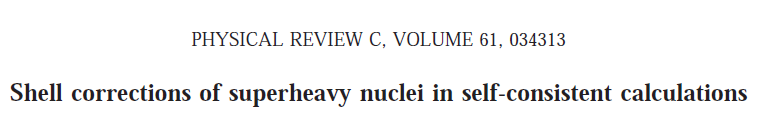 PHYSICAL REVIEW C, VOLUME 61, 034313
Shell corrections of superheavy nuclei in self-consistent calculations